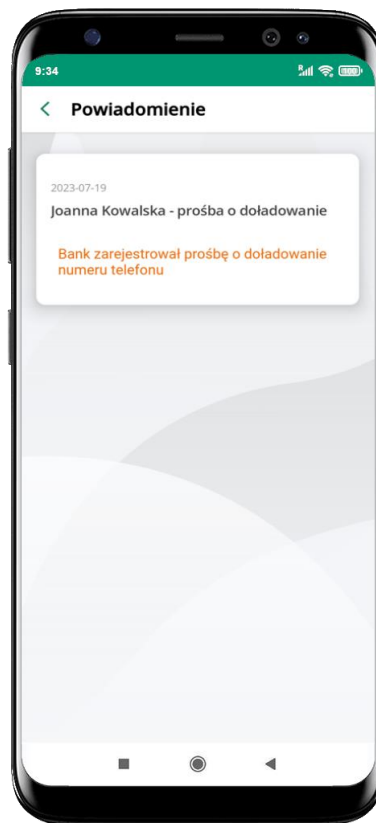 9:34
R
Powiadomienie
2023-07-19
Joanna Kowalska - prośba o doładowanie
Bank zarejestrował prośbę o doładowanie
numeru telefonu